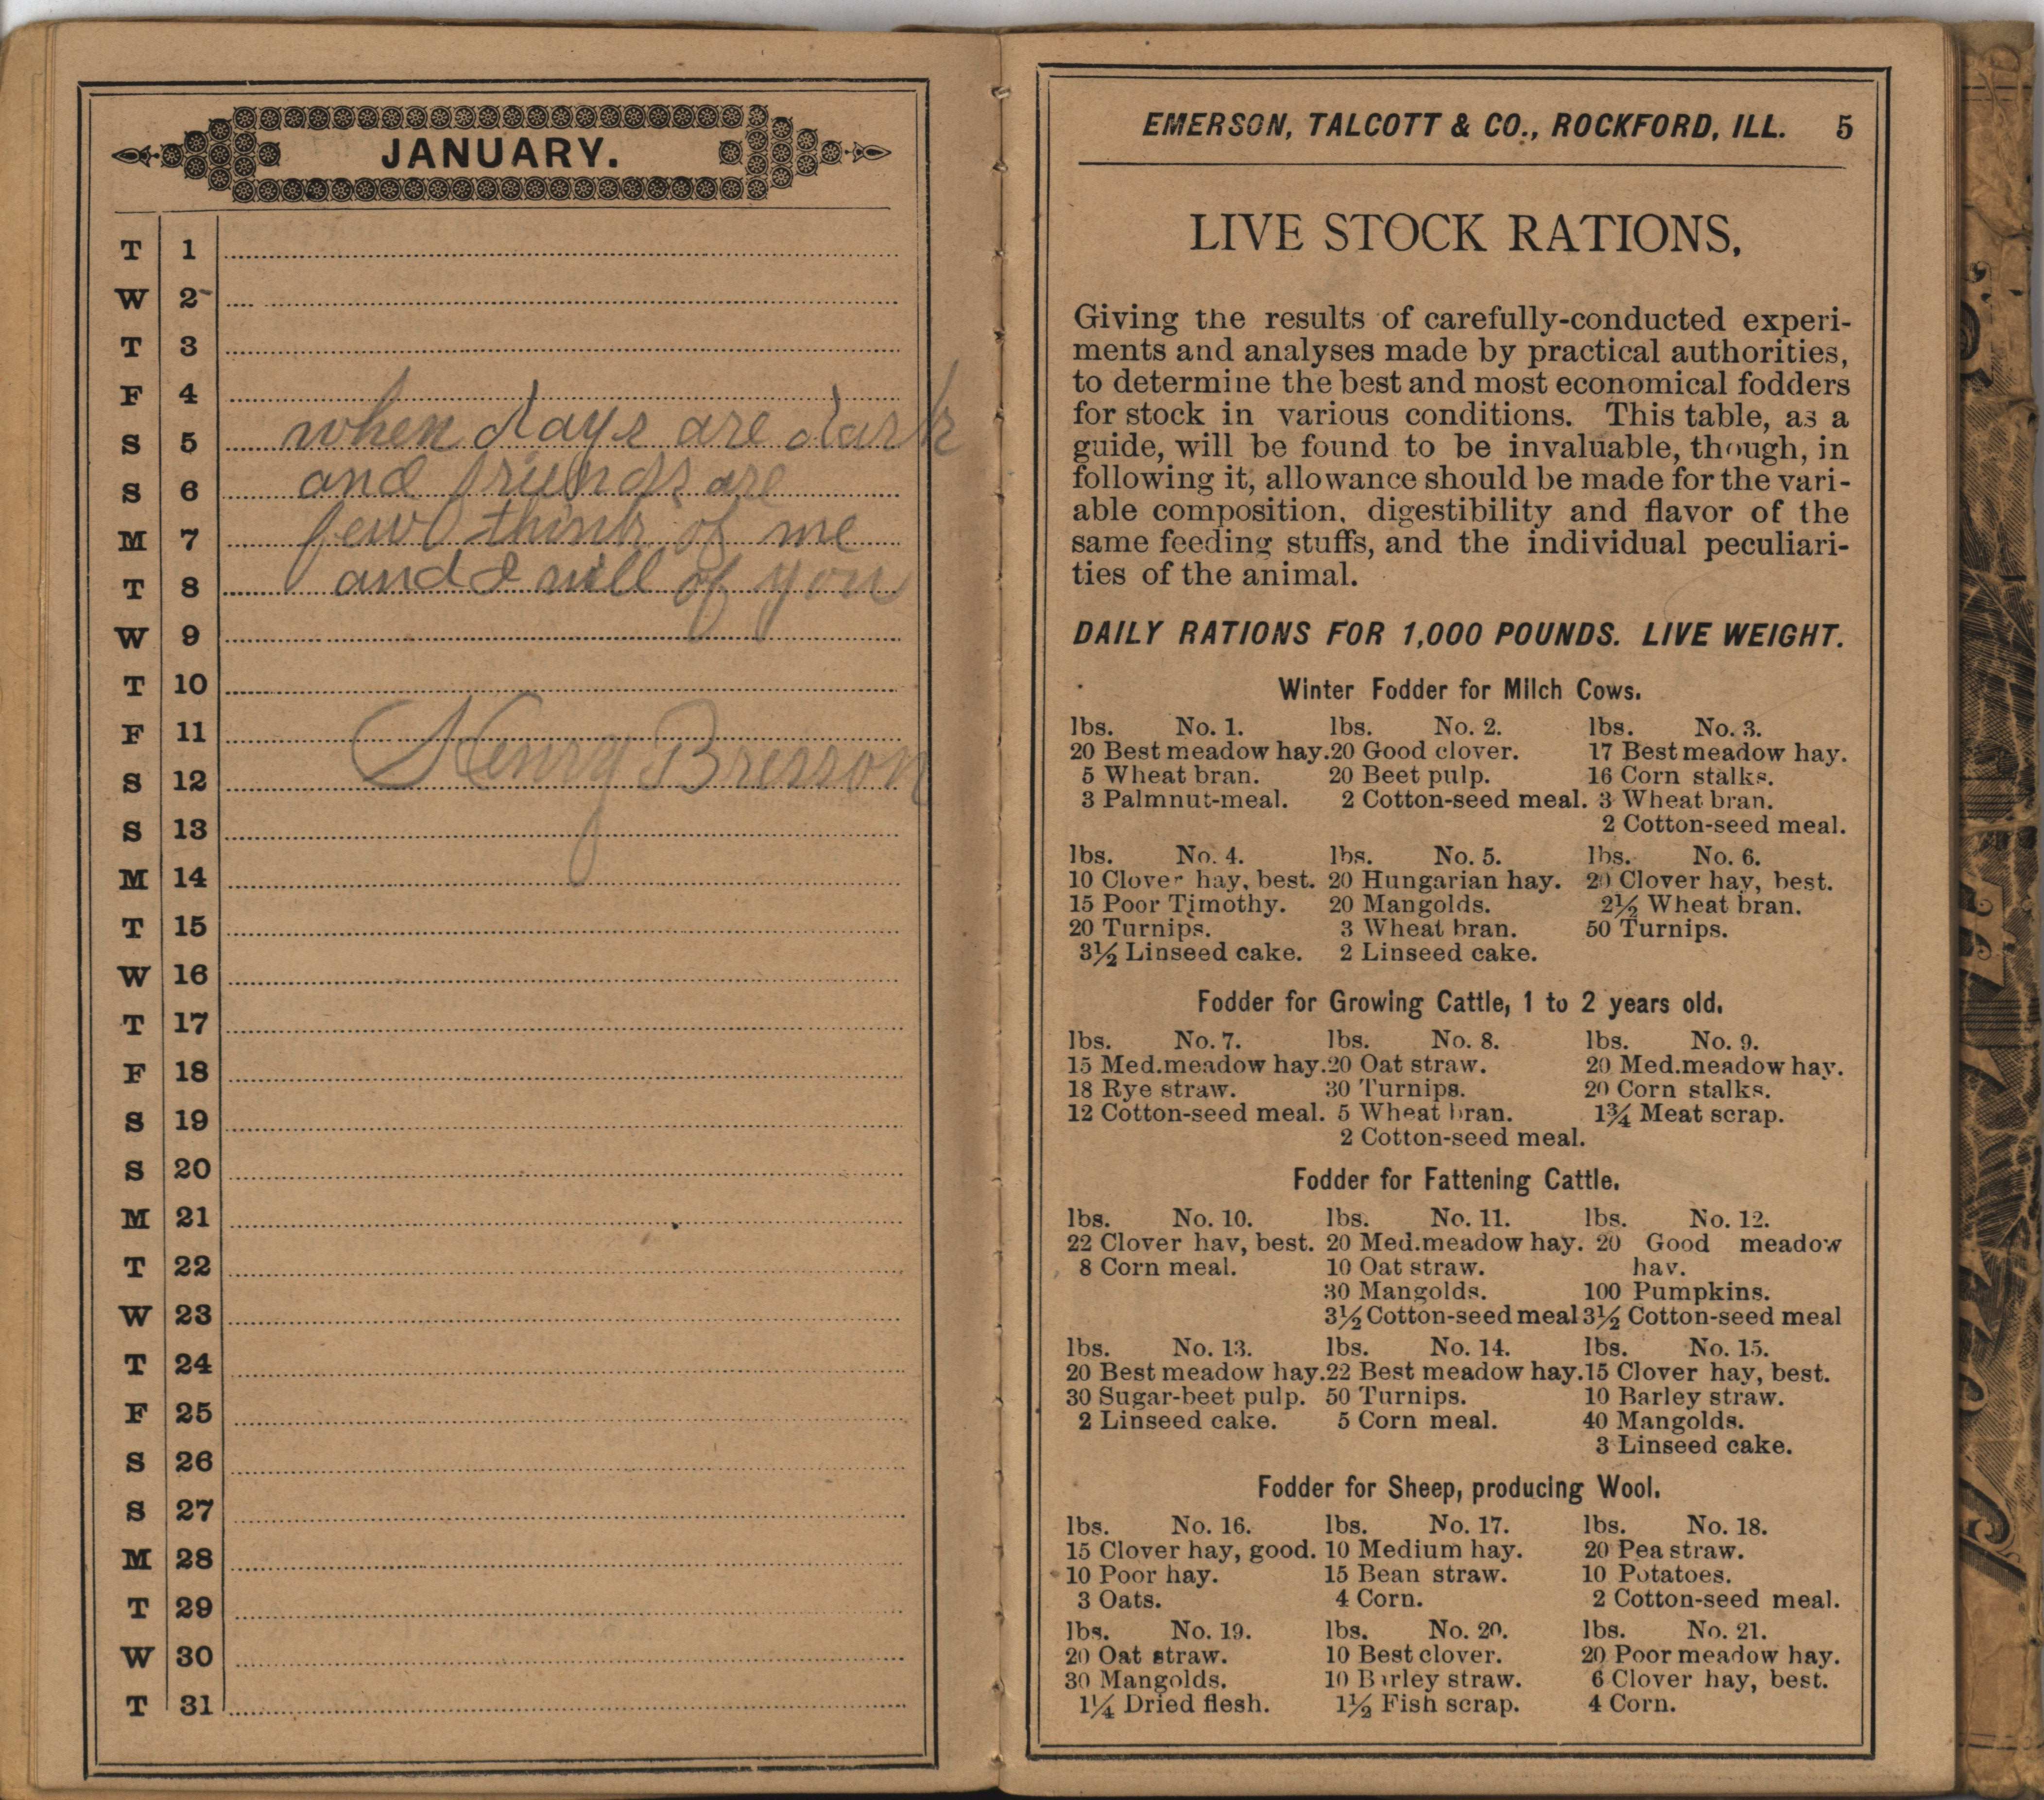 JANUARY.
T 1
W 2
T 3
F 4
S 5 when days are dark
S 6 and friends are
M 7 few think of me
T 8 and I will of you
W 9
T 10
F 11
S 12 Henry Bresson
S 13
M 14
T 15
W 16
T 17
F 18
S 19
S 20
M 21
T 22
W 23
T 24
F 25
S 26
S 27
M 28
T 29
W 30
T 31
EMERSON, TALCOTT & CO., ROCKFORD, ILL. 5
LIVE STOCK RATIONS.
Giving the results of carefully-conducted experi-
ments and analyses made by practical authorities,
to determine the best and most economical fodders
for stock in various conditions. This table, as a
guide, will be found to be invaluable, though, in
following it, allowance should be made for the vari-
able composition, digestibility and flavor of the
same feeding stuffs, and the individual peculiari-
ties of the animal.
DAILY RATIONS FOR 1,000 POUNDS. LIVE WEIGHT.
Winter Fodder for Milch Cows.
lbs. No. 1. lbs. No. 2. lbs. No. 3.
20 Best meadow hay. 20 Good clover. 17 Best meadow hay.
5 Wheat bran. 20 Beet pulp. 16 Corn stalks.
3 Palmnut-meal. 2 Cotton-seed meal. 3 Wheat bran.
2 Cotton-seed meal.
lbs. No. 4. lbs. No. 5. lbs. No. 6.
10 Clover hay, best. 20 Hungarian hay. 20 Clover hay, best.
15 Poor Timothy. 20 Mangolds. 2½ Wheat bran.
20 Turnips. 3 Wheat bran. 50 Turnips.
3½ Linseed cake. 2 Linseed cake.
Fodder for Growing Cattle, 1 to 2 years old.
lbs. No. 7. lbs. No. 8. lbs. No. 9.
15 Med. meadow hay. 20 Oat straw. 20 Med. meadow hay.
18 Rye straw. 30 Turnips. 20 Corn stalks.
12 Cotton-seed meal. 5 Wheat bran. 1¾ Meat scrap.
2 Cotton-seed meal.
Fodder for Fattening Cattle.
lbs. No. 10. lbs. No. 11. lbs. No. 12.
22 Clover hay, best. 20 Med. meadow hay. 20 Good meadow
8 Corn meal. 10 Oat straw. hay.
30 Mangolds. 100 Pumpkins.
3½ Cotton-seed meal 3½ Cotton-seed meal
lbs. No. 13. lbs. No. 14. lbs. No. 15.
20 Best meadow hay. 22 Best meadow hay. 15 Clover hay, best.
30 Sugar-beet pulp. 50 Turnips. 10 Barley straw.
2 Linseed cake. 5 Corn meal. 40 Mangolds.
3 Linseed cake.
Fodder for Sheep, producing Wool.
lbs. No. 16. lbs. No. 17. lbs. No. 18.
15 Clover hay, good. 10 Medium hay. 20 Pea straw.
10 Poor hay. 15 Bean straw. 10 Potatoes.
3 Oats. 4 Corn. 2 Cotton-seed meal.
lbs. No. 19. lbs. No. 20. lbs. No. 21.
20 Oat straw. 10 Best clover. 20 Poor meadow hay.
30 Mangolds. 10 Barley straw. 6 Clover hay, best.
1¼ Dried flesh. 1½ Fish scrap. 4 Corn.